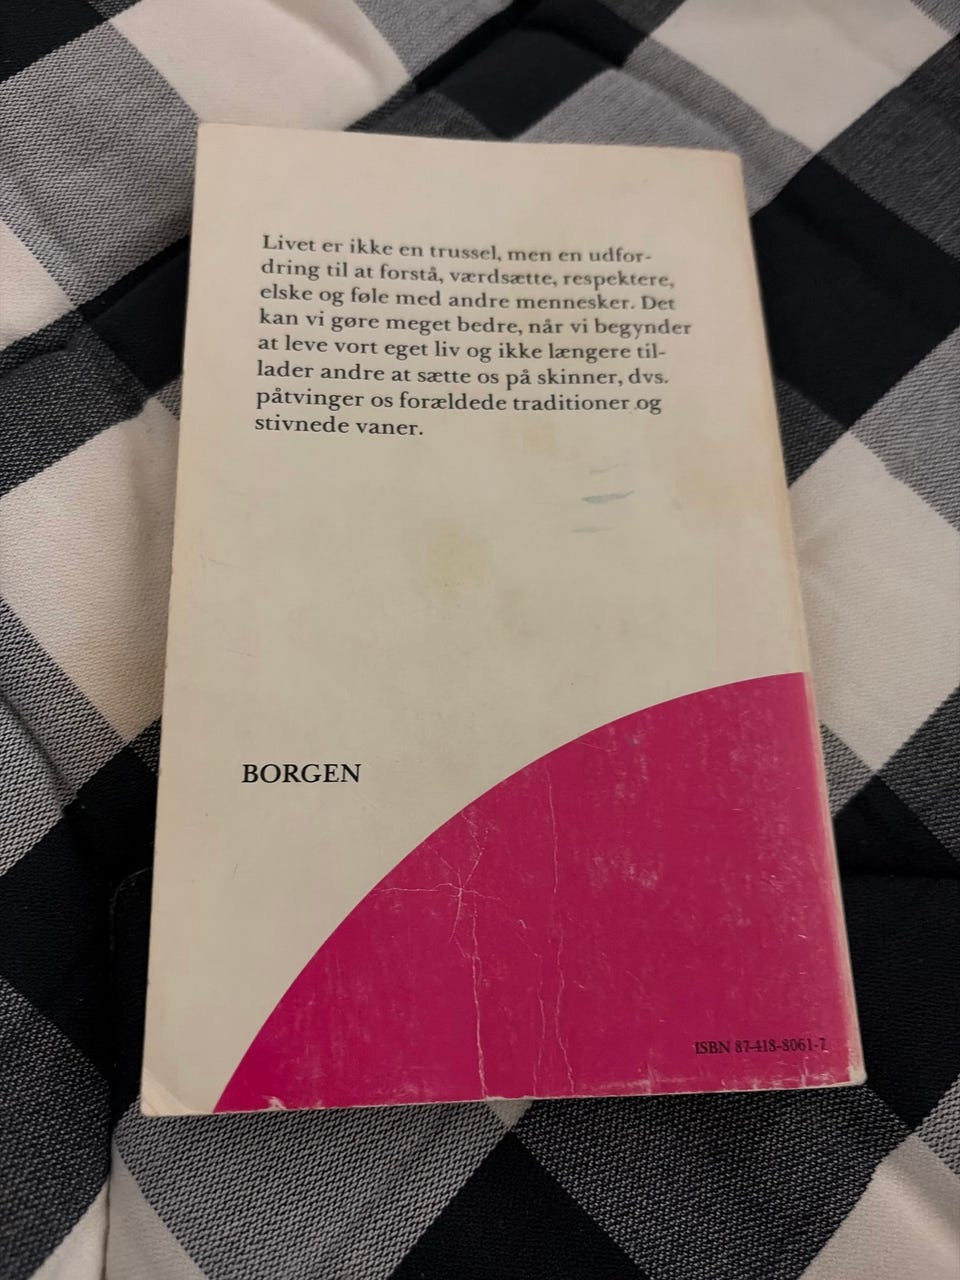 Livet er ikke en trussel, men en udfor-
dring til at forstå, værdsætte, respektere,
elske og føle med andre mennesker. Det
kan vi gøre meget bedre, når vi begynder
at leve vort eget liv og ikke længere til-
lader andre at sætte os på skinner, dvs.
påtvinger os forældede traditioner og
stivnede vaner.
BORGEN
ISBN 87-418-8061-7